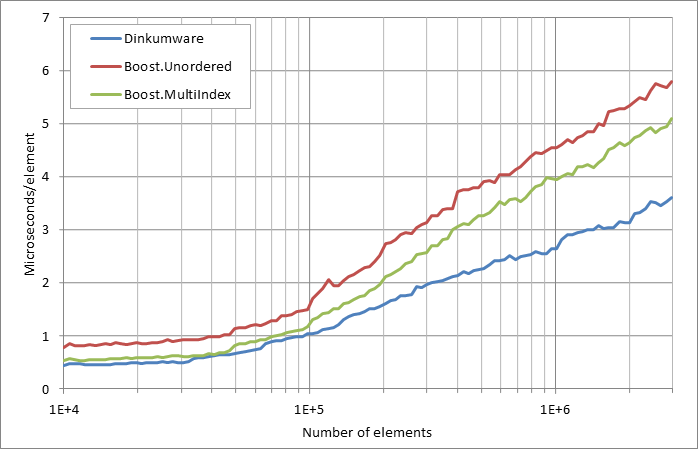 7
Dinkumware
Boost.Unordered
Boost.MultiIndex
6
5
4
3
2
1
0
Microseconds/element
1E+4
1E+5
1E+6
Number of elements